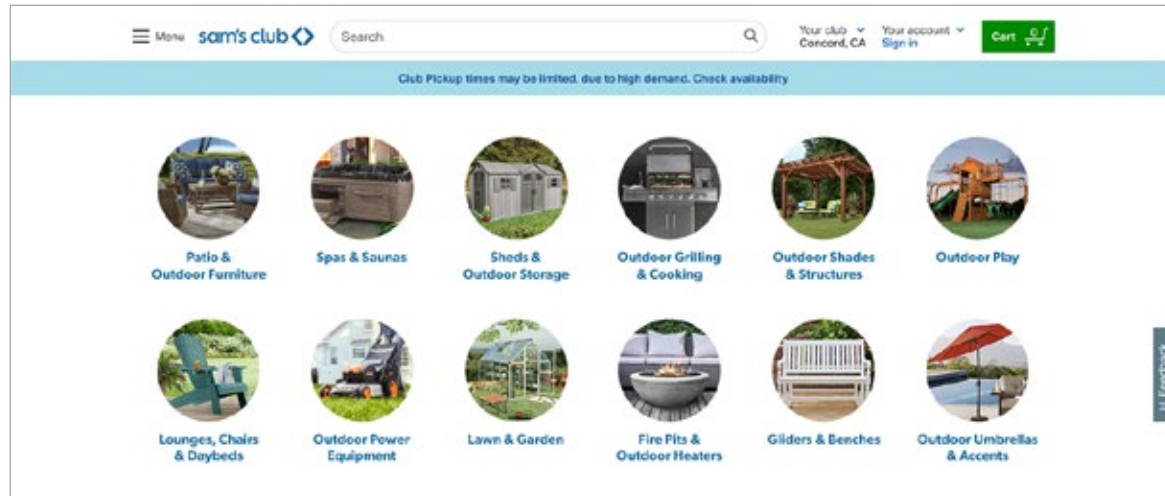 Menu sam's club Search Your club Your account Cart 0
Concord, CA Sign in
Club Pickup times may be limited, due to high demand. Check availability
Patio & Spas & Saunas Sheds & Outdoor Grilling Outdoor Shades Outdoor Play
Outdoor Furniture Outdoor Storage & Cooking & Structures
Lounges, Chairs Outdoor Power Lawn & Garden Fire Pits & Gliders & Benches Outdoor Umbrellas
& Daybeds Equipment Outdoor Heaters & Accents
Feedback